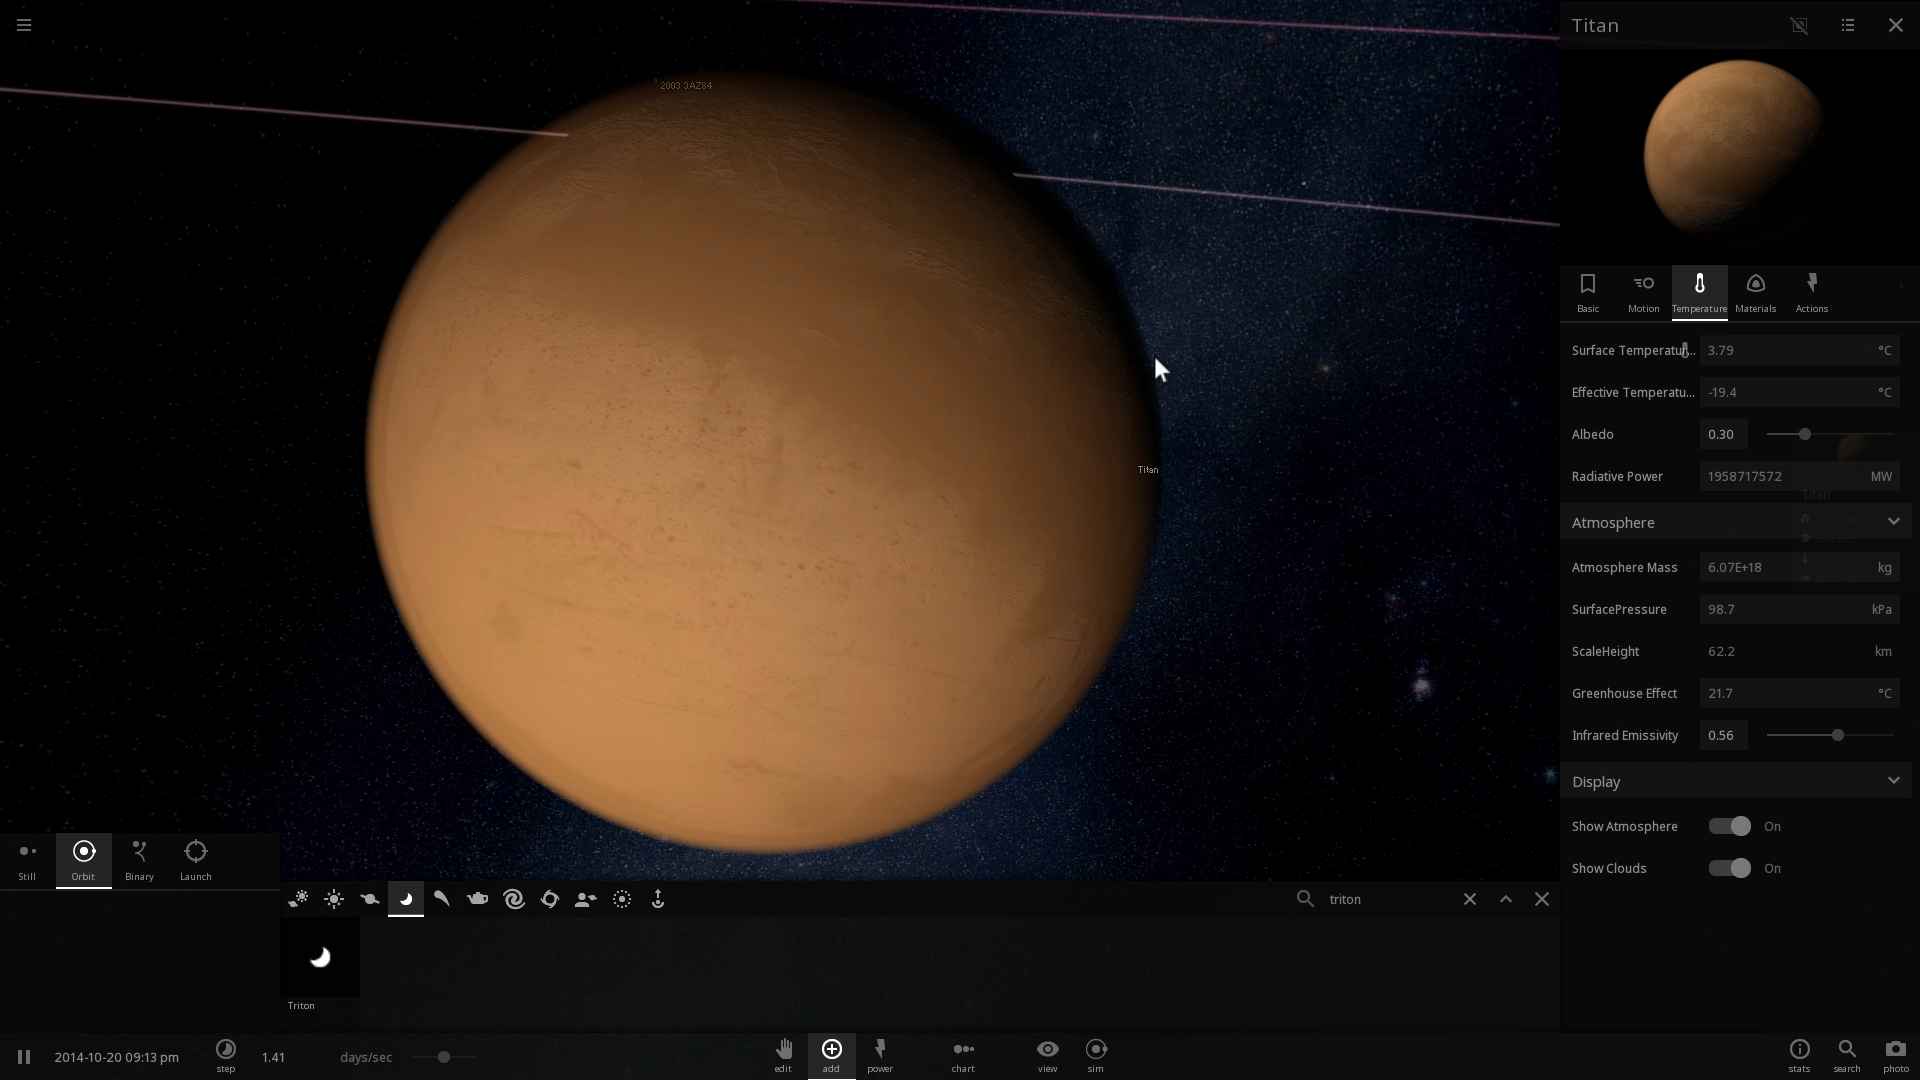 Titan
2003 3AZ84
Basic
Motion
Temperature
Materials
Actions
Surface Temperatur...
3.79
°C
Effective Temperatu...
-19.4
°C
Albedo
0.30
Titan
Radiative Power
1958717572
MW
Titan
Atmosphere
Atmosphere Mass
6.07E+18
kg
SurfacePressure
98.7
kPa
ScaleHeight
62.2
km
Greenhouse Effect
21.7
°C
Infrared Emissivity
0.56
Display
Show Atmosphere
On
Show Clouds
On
Still
Orbit
Binary
Launch
triton
Triton
2014-10-20 09:13 pm
step
1.41
days/sec
edit
add
power
chart
view
sim
stats
search
photo